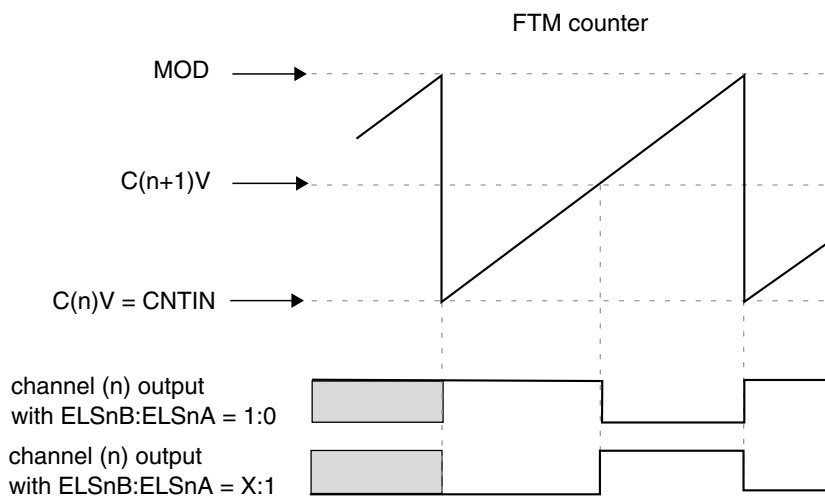 FTM counter
MOD
C(n+1)V
C(n)V = CNTIN
channel (n) output
with ELSnB:ELSnA = 1:0
channel (n) output
with ELSnB:ELSnA = X:1